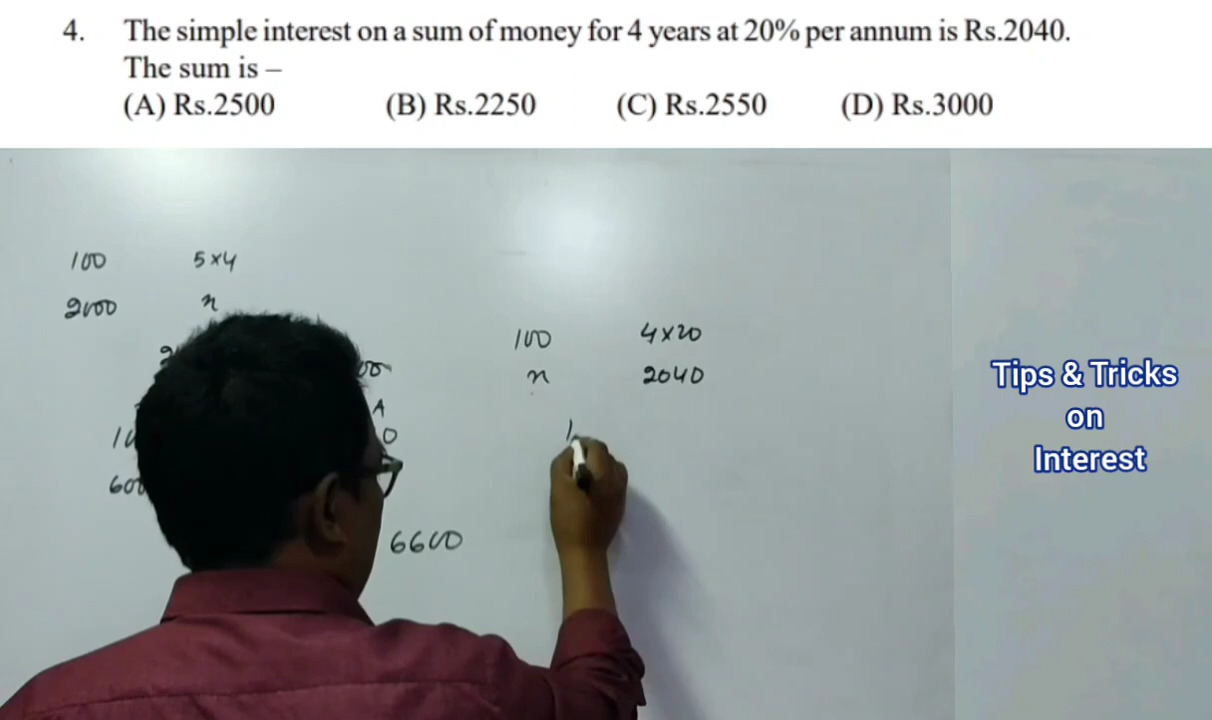 4. The simple interest on a sum of money for 4 years at 20% per annum is Rs.2040.
The sum is –
(A) Rs.2500 (B) Rs.2250 (C) Rs.2550 (D) Rs.3000
100 5×4
2000 x
100 4×20
x 2040
6600
Tips & Tricks
on
Interest